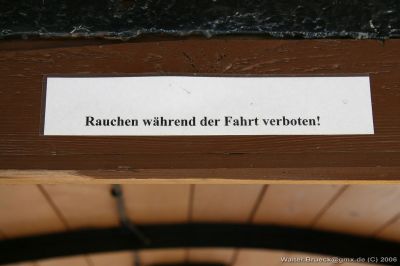 Rauchen während der Fahrt verboten!
Walter.Brueck@gmx.de (C) 2006